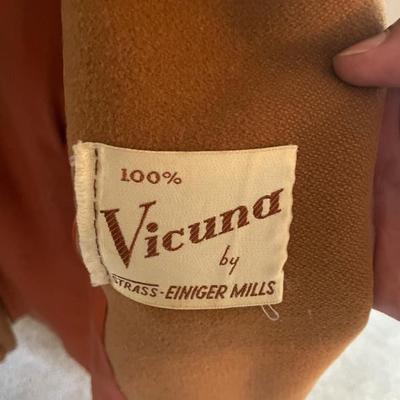 100%
Vicuna
by
STRASS-EINIGER MILLS